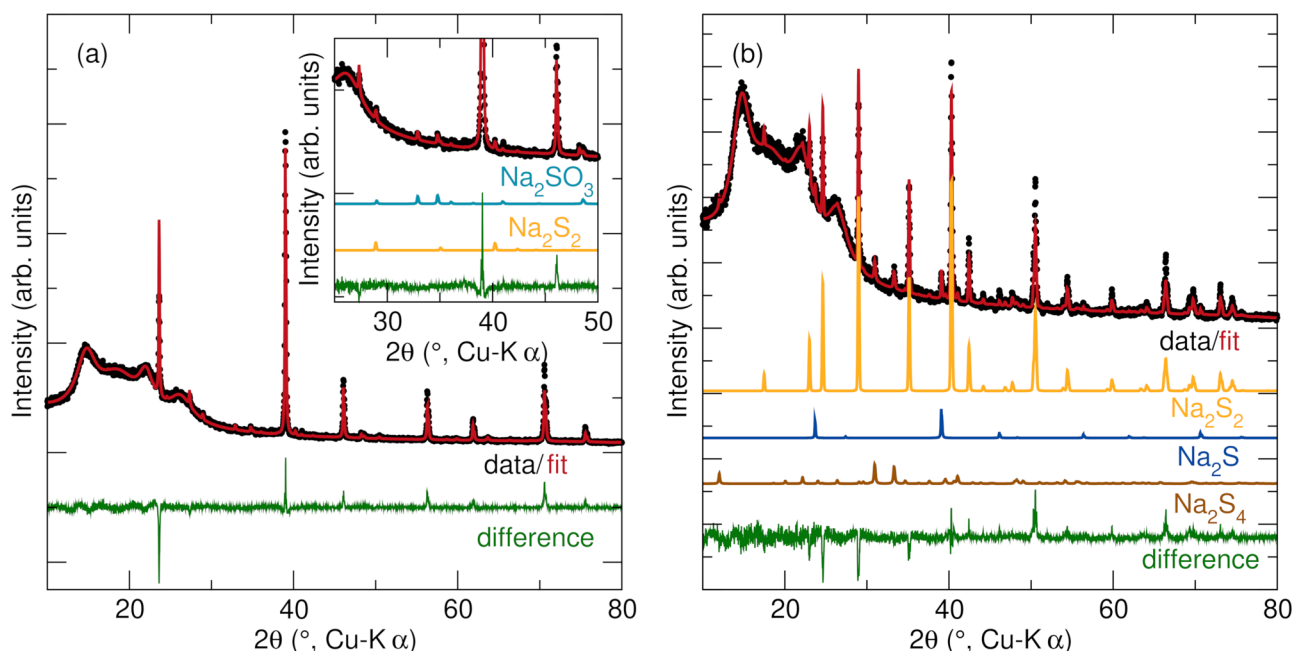 (a)
Intensity (arb. units)
data/fit
difference
20
40
60
80
2θ (°, Cu-K α)
Intensity (arb. units)
Na₂SO₃
Na₂S₂
30
40
50
2θ (°, Cu-K α)
(b)
Intensity (arb. units)
data/fit
Na₂S₂
Na₂S
Na₂S₄
difference
20
40
60
80
2θ (°, Cu-K α)